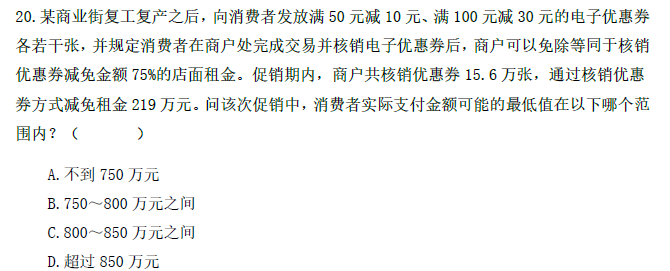 20.某商业街复工复产之后，向消费者发放满 50 元减 10 元、满 100 元减 30 元的电子优惠券
各若干张，并规定消费者在商户处完成交易并核销电子优惠券后，商户可以免除等同于核销
优惠券减免金额 75%的店面租金。促销期内，商户共核销优惠券 15.6 万张，通过核销优惠
券方式减免租金 219 万元。问该次促销中，消费者实际支付金额可能的最低值在以下哪个范
围内？（ ）
A.不到 750 万元
B.750～800 万元之间
C.800～850 万元之间
D.超过 850 万元